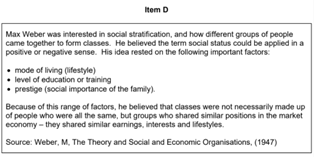 Item D
Max Weber was interested in social stratification, and how different groups of people
came together to form classes. He believed the term social status could be applied in a
positive or negative sense. His idea rested on the following important factors:
• mode of living (lifestyle)
• level of education or training
• prestige (social importance of the family).
Because of this range of factors, he believed that classes were not necessarily made up
of people who were all the same, but groups who shared similar positions in the market
economy – they shared similar earnings, interests and lifestyles.
Source: Weber, M, The Theory and Social and Economic Organisations, (1947)